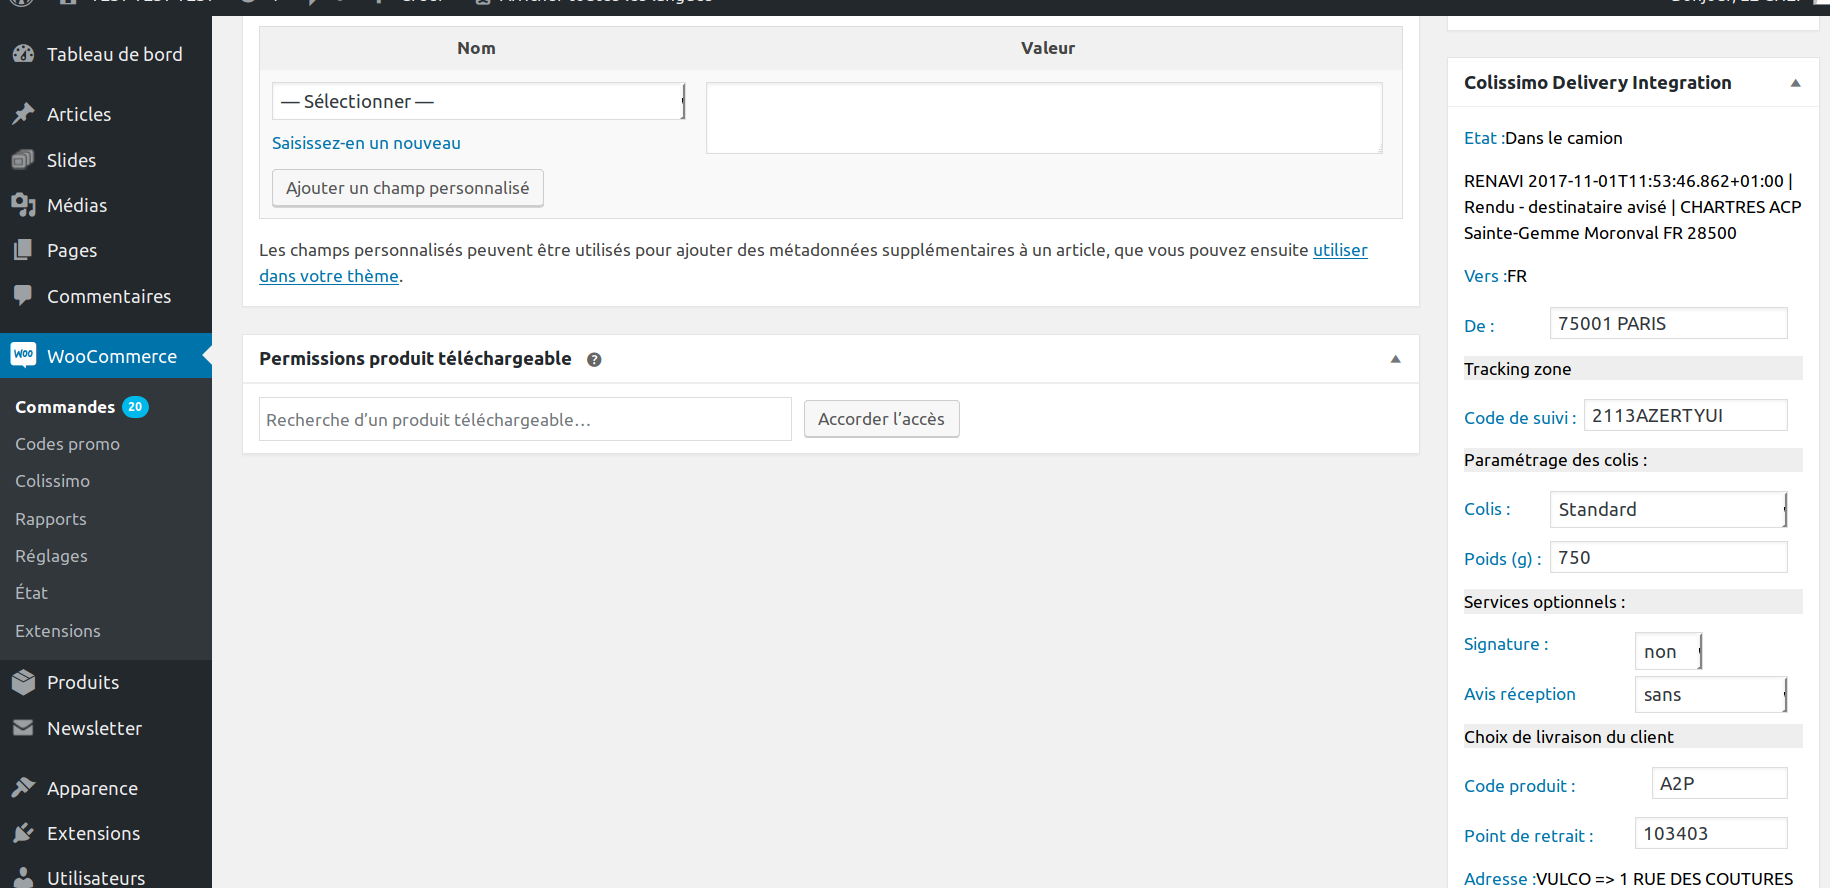 Tableau de bord
Articles
Slides
Médias
Pages
Commentaires
WooCommerce
Commandes 20
Codes promo
Colissimo
Rapports
Réglages
État
Extensions
Produits
Newsletter
Apparence
Extensions
Utilisateurs
Nom Valeur
— Sélectionner —
Saisissez-en un nouveau
Ajouter un champ personnalisé
Les champs personnalisés peuvent être utilisés pour ajouter des métadonnées supplémentaires à un article, que vous pouvez ensuite utiliser
dans votre thème.
Permissions produit téléchargeable ?
Recherche d’un produit téléchargeable…
Accorder l’accès
Colissimo Delivery Integration
Etat :Dans le camion
RENAVI 2017-11-01T11:53:46.862+01:00 |
Rendu - destinataire avisé | CHARTRES ACP
Sainte-Gemme Moronval FR 28500
Vers :FR
De : 75001 PARIS
Tracking zone
Code de suivi : 2113AZERTYUI
Paramétrage des colis :
Colis : Standard
Poids (g) : 750
Services optionnels :
Signature : non
Avis réception sans
Choix de livraison du client
Code produit : A2P
Point de retrait : 103403
Adresse :VULCO => 1 RUE DES COUTURES